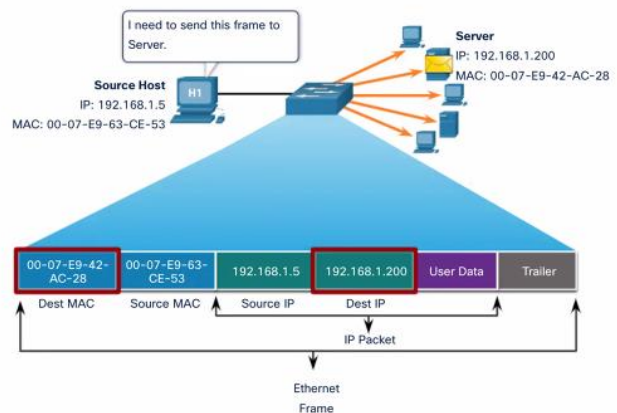 I need to send this frame to
Server.
Server
IP: 192.168.1.200
MAC: 00-07-E9-42-AC-28
Source Host
IP: 192.168.1.5
MAC: 00-07-E9-63-CE-53
H1
00-07-E9-42-
AC-28
00-07-E9-63-
CE-53
192.168.1.5
192.168.1.200
User Data
Trailer
Dest MAC
Source MAC
Source IP
Dest IP
IP Packet
Ethernet
Frame